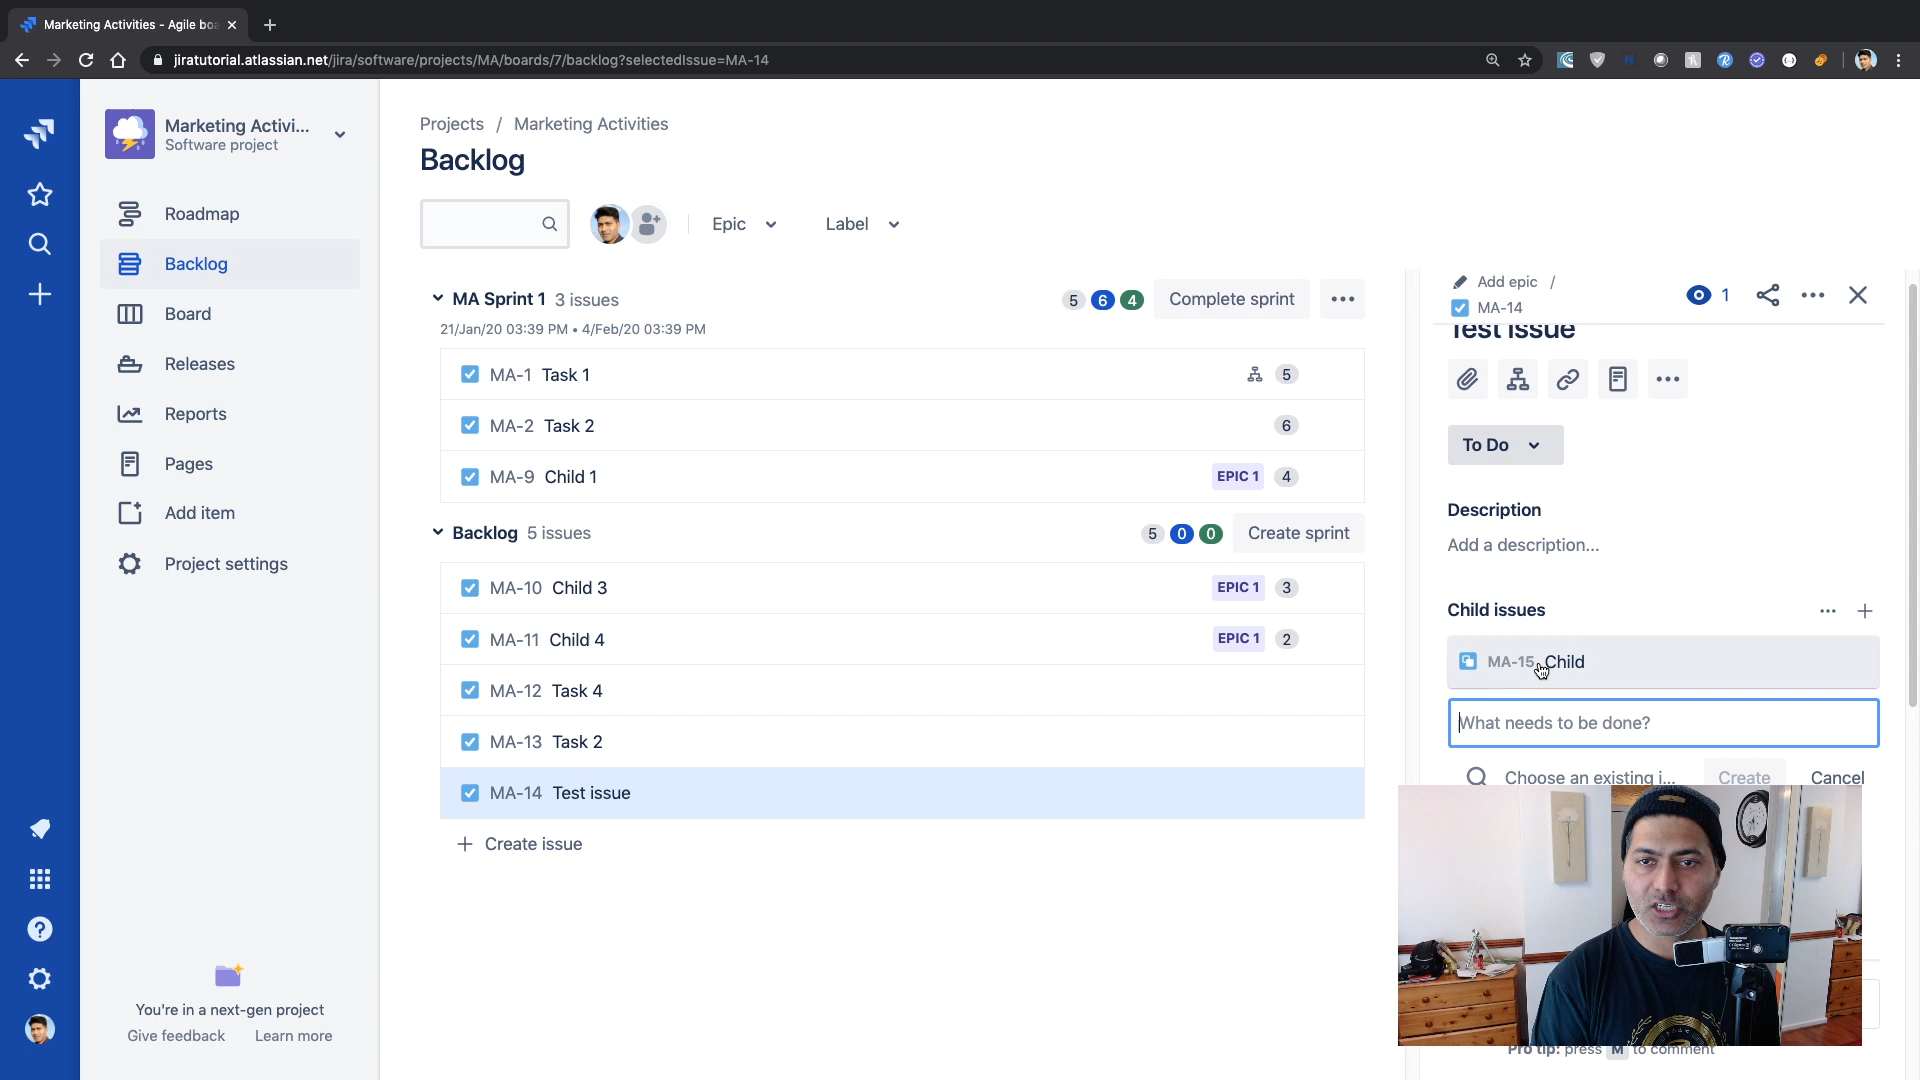 Marketing Activities - Agile boa
jiratutorial.atlassian.net/jira/software/projects/MA/boards/7/backlog?selectedIssue=MA-14
Marketing Activi...
Software project
Roadmap
Backlog
Board
Releases
Reports
Pages
Add item
Project settings
You're in a next-gen project
Give feedback Learn more
Projects / Marketing Activities
Backlog
Epic Label
MA Sprint 1 3 issues 5 6 4 Complete sprint
21/Jan/20 03:39 PM • 4/Feb/20 03:39 PM
MA-1 Task 1 5
MA-2 Task 2 6
MA-9 Child 1 EPIC 1 4
Backlog 5 issues 5 0 0 Create sprint
MA-10 Child 3 EPIC 1 3
MA-11 Child 4 EPIC 1 2
MA-12 Task 4
MA-13 Task 2
MA-14 Test issue
Create issue
Add epic / 1
MA-14
Test issue
To Do
Description
Add a description...
Child issues
MA-15 Child
What needs to be done?
Choose an existing i... Create Cancel
Pro tip: press M to comment